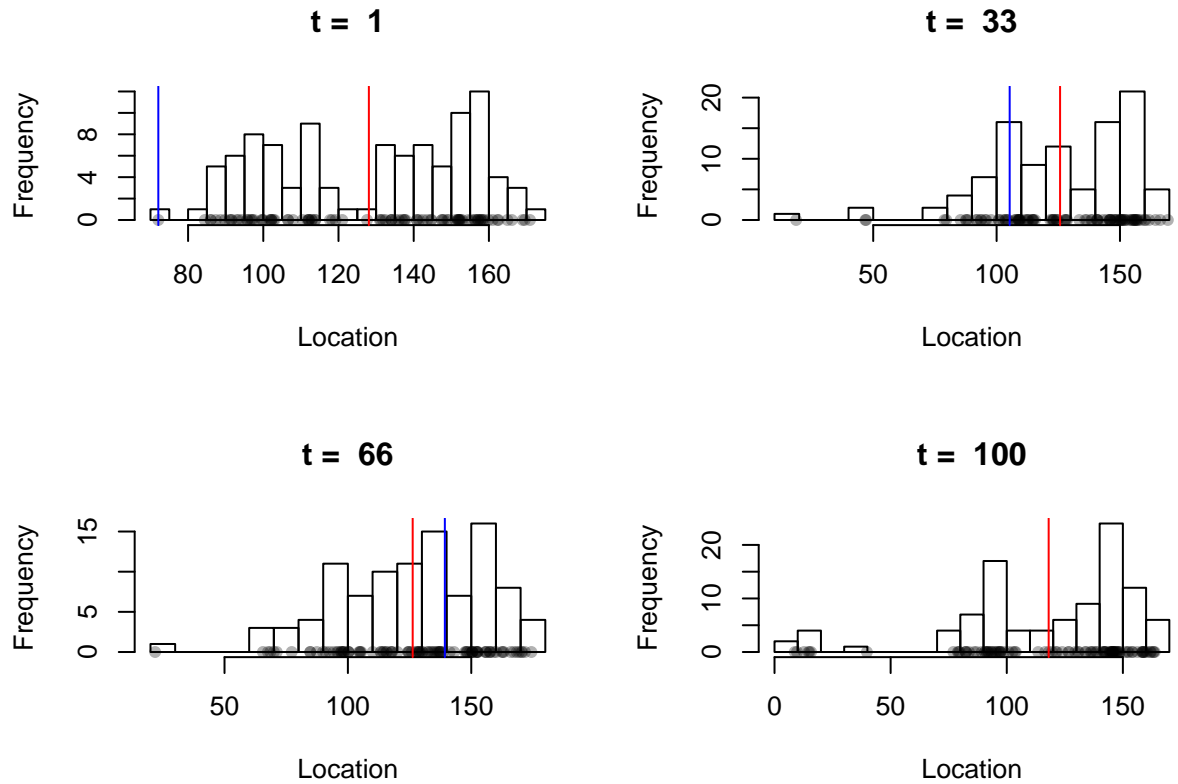 t = 1
Frequency
0 4 8
80 100 120 140 160
Location
t = 33
Frequency
0 10 20
50 100 150
Location
t = 66
Frequency
0 5 15
50 100 150
Location
t = 100
Frequency
0 10 20
0 50 100 150
Location